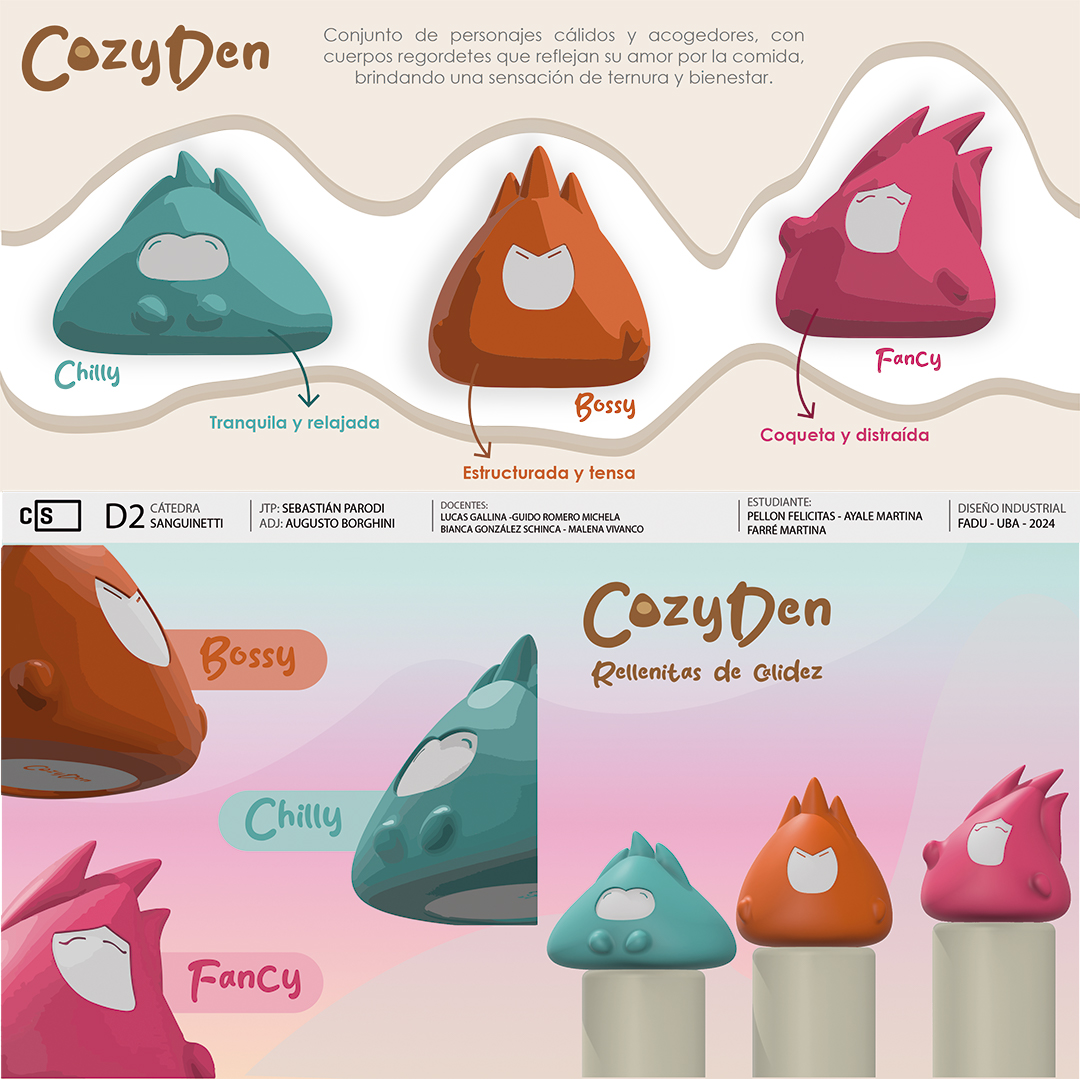 CozyDen
Conjunto de personajes cálidos y acogedores, con
cuerpos regordetes que reflejan su amor por la comida,
brindando una sensación de ternura y bienestar.
Chilly
Tranquila y relajada
Bossy
Estructurada y tensa
FanCy
Coqueta y distraída
CS
D2 CÁTEDRA
SANGUINETTI
JTP: SEBASTIÁN PARODI
ADJ: AUGUSTO BORGHINI
DOCENTES:
LUCAS GALLINA -GUIDO ROMERO MICHELA
BIANCA GONZÁLEZ SCHINCA - MALENA VIVANCO
ESTUDIANTE:
PELLON FELICITAS - AYALE MARTINA
FARRÉ MARTINA
DISEÑO INDUSTRIAL
FADU - UBA - 2024
Bossy
CozyDen
Chilly
FanCy
CozyDen
Rellenitas de Calidez